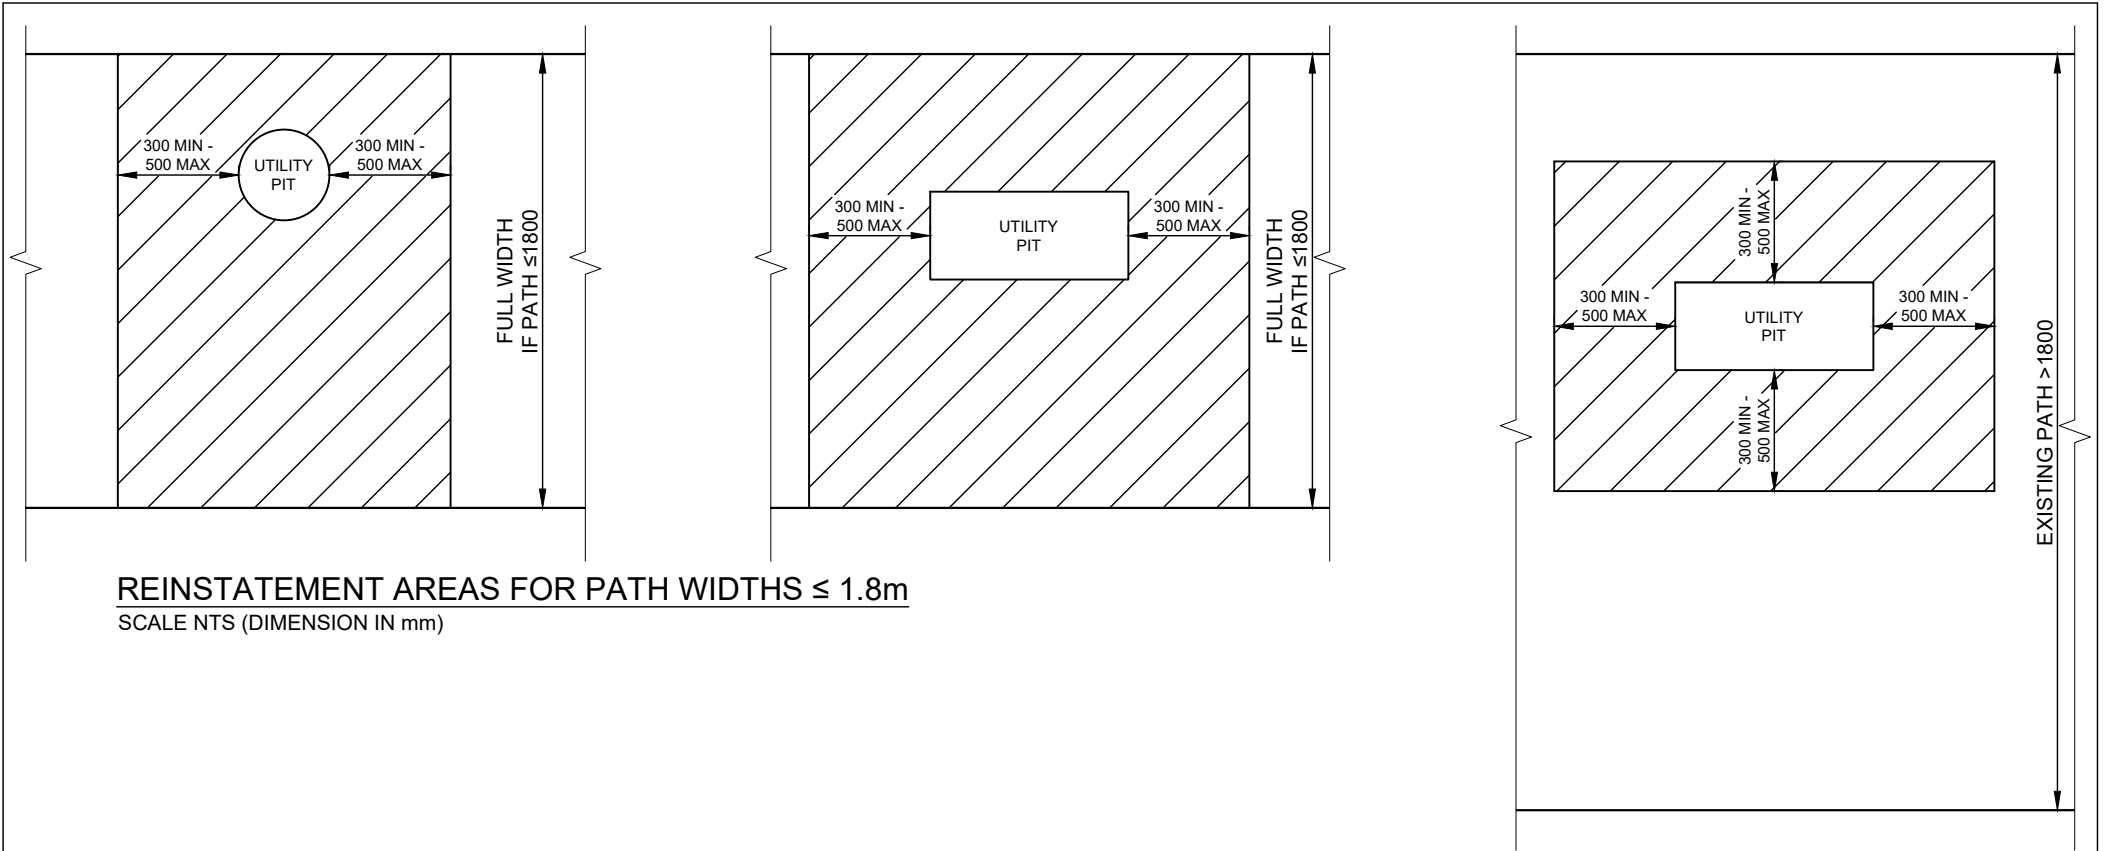 300 MIN -
500 MAX
UTILITY
PIT
300 MIN -
500 MAX
FULL WIDTH
IF PATH ≤1800
300 MIN -
500 MAX
UTILITY
PIT
300 MIN -
500 MAX
FULL WIDTH
IF PATH ≤1800
300 MIN -
500 MAX
300 MIN -
500 MAX
UTILITY
PIT
300 MIN -
500 MAX
300 MIN -
500 MAX
EXISTING PATH >1800
REINSTATEMENT AREAS FOR PATH WIDTHS ≤ 1.8m
SCALE NTS (DIMENSION IN mm)